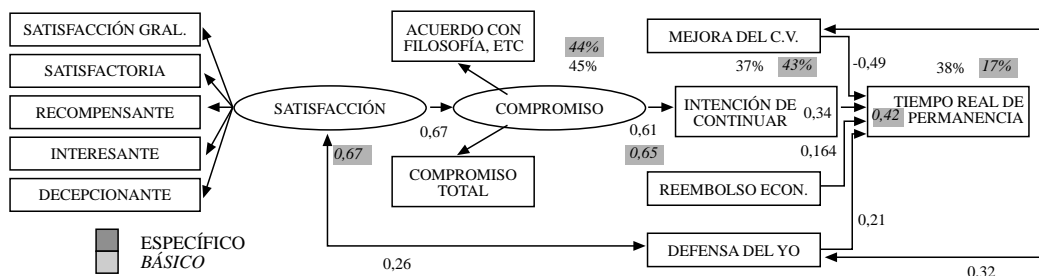 SATISFACCIÓN GRAL.
SATISFACTORIA
RECOMPENSANTE
INTERESANTE
DECEPCIONANTE
ESPECÍFICO
BÁSICO
SATISFACCIÓN
0,67
0,67
0,26
ACUERDO CON
FILOSOFÍA, ETC
44%
45%
COMPROMISO
COMPROMISO
TOTAL
0,61
0,65
MEJORA DEL C.V.
37%
43%
-0,49
INTENCIÓN DE
CONTINUAR
0,34
0,42
0,164
REEMBOLSO ECON.
DEFENSA DEL YO
0,21
38%
17%
TIEMPO REAL DE
PERMANENCIA
0,32